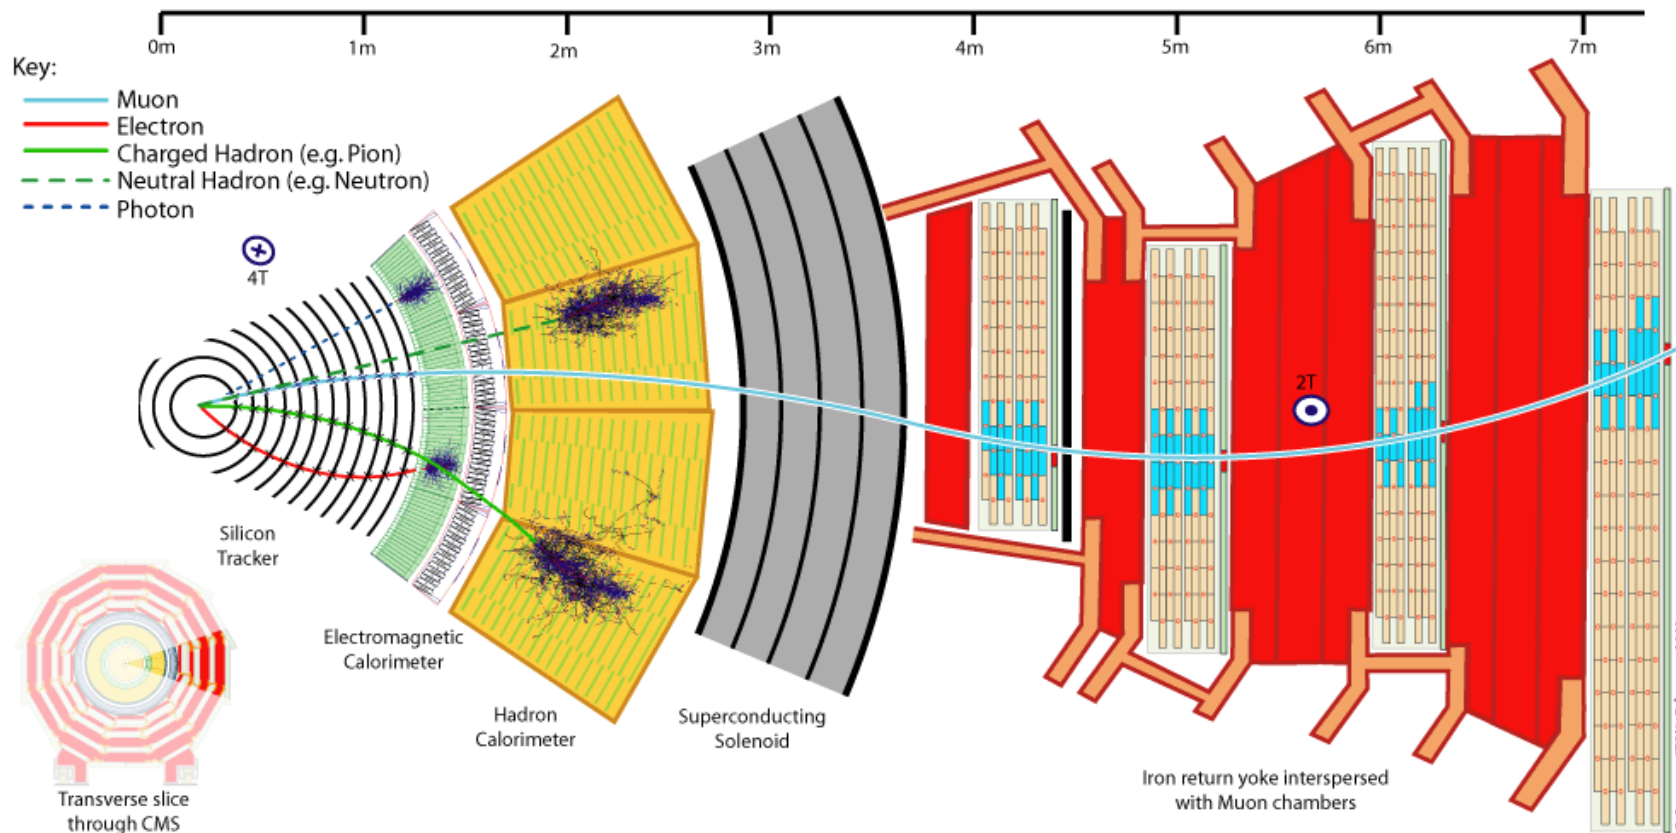 0m 1m 2m 3m 4m 5m 6m 7m
Key:
Muon
Electron
Charged Hadron (e.g. Pion)
Neutral Hadron (e.g. Neutron)
Photon
4T
2T
Silicon
Tracker
Electromagnetic
Calorimeter
Hadron
Calorimeter
Superconducting
Solenoid
Iron return yoke interspersed
with Muon chambers
Transverse slice
through CMS